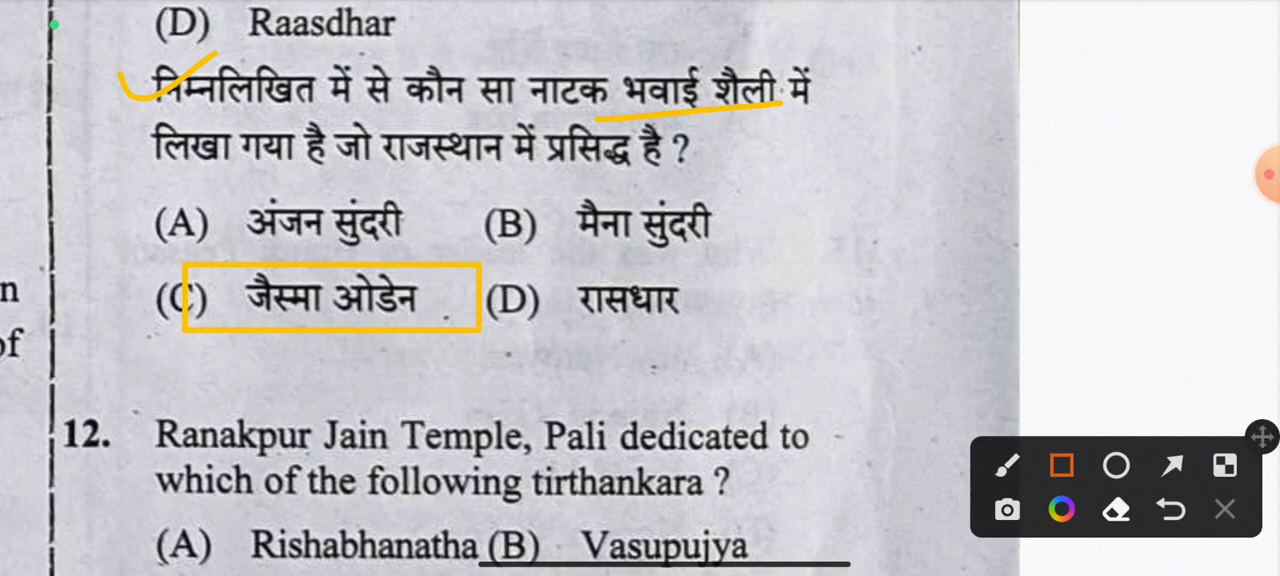 (D) Raasdhar
निम्नलिखित में से कौन सा नाटक भवाई शैली में
लिखा गया है जो राजस्थान में प्रसिद्ध है ?
(A) अंजन सुंदरी (B) मैना सुंदरी
(C) जैस्मा ओडेन (D) रासधार
n
of
12. Ranakpur Jain Temple, Pali dedicated to
which of the following tirthankara ?
(A) Rishabhanatha (B) Vasupujya